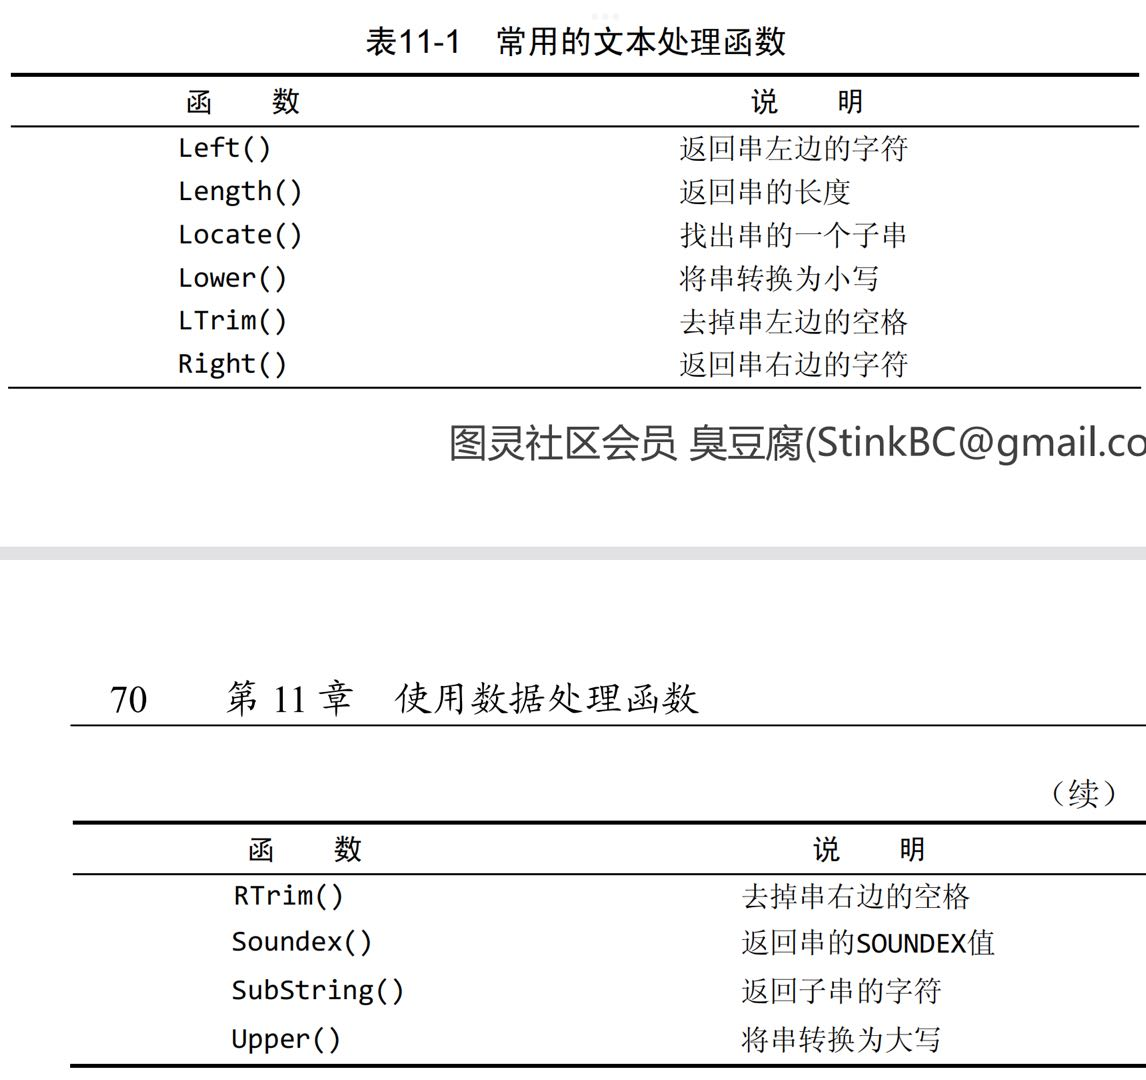 表11-1 常用的文本处理函数
函 数 说 明
Left() 返回串左边的字符
Length() 返回串的长度
Locate() 找出串的一个子串
Lower() 将串转换为小写
LTrim() 去掉串左边的空格
Right() 返回串右边的字符
图灵社区会员 臭豆腐(StinkBC@gmail.co
70 第 11 章 使用数据处理函数
（续）
函 数 说 明
RTrim() 去掉串右边的空格
Soundex() 返回串的SOUNDEX值
SubString() 返回子串的字符
Upper() 将串转换为大写